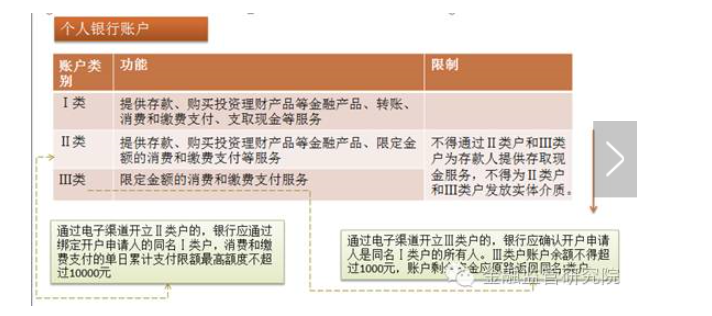 个人银行账户
账户类 功能 限制
别
I类 提供存款、购买投资理财产品等金融产品、转账、
消费和缴费支付、支取现金等服务
II类 提供存款、购买投资理财产品等金融产品、限定金
额的消费和缴费支付等服务
III类 限定金额的消费和缴费支付服务
不得通过II类户和III类
户为存款人提供存取现
金服务，不得为II类户
和III类户发放实体介质。
通过电子渠道开立II类户的，银行应通过
绑定开户申请人的同名I类户，消费和缴
费支付的单日累计支付限额最高额度不超
过10000元
通过电子渠道开立III类户的，银行应确认开户申请
人是同名I类户的所有人。III类户账户余额不得超
过1000元，账户剩 金应原路返回同名 类户
金融监管研究院